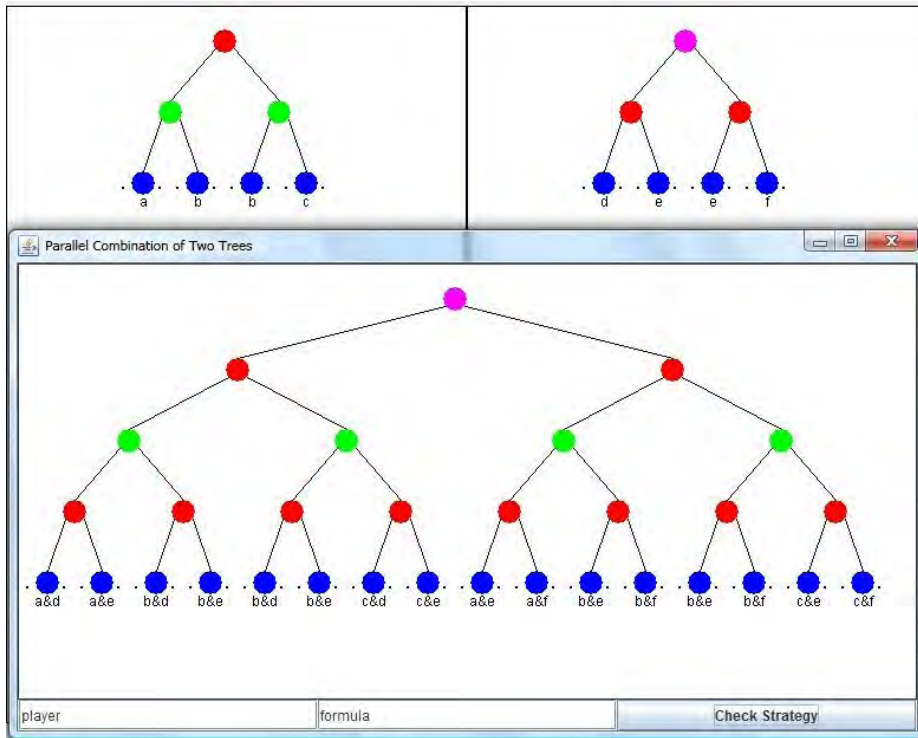 a b b c d e e f
Parallel Combination of Two Trees
a&d a&e b&d b&e b&d b&e c&d c&e a&e a&f b&e b&f b&e b&f c&e c&f
player formula Check Strategy